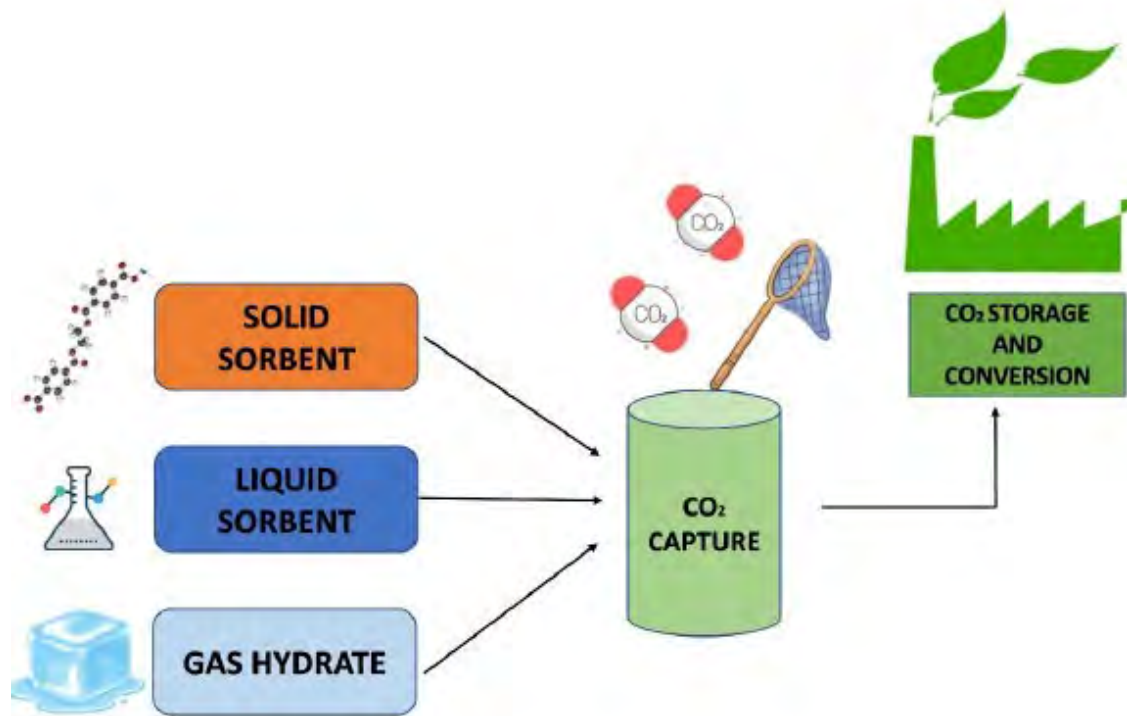 SOLID
SORBENT
LIQUID
SORBENT
GAS HYDRATE
CO₂
CO₂
CO₂
CAPTURE
CO₂ STORAGE
AND
CONVERSION